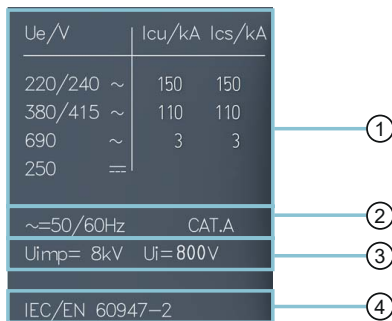 Ue/V Icu/kA Ics/kA
220/240 ~ 150 150
380/415 ~ 110 110
690 ~ 3 3
250 ⎓
~=50/60Hz CAT.A
Uimp= 8kV Ui=800V
IEC/EN 60947-2
1
2
3
4